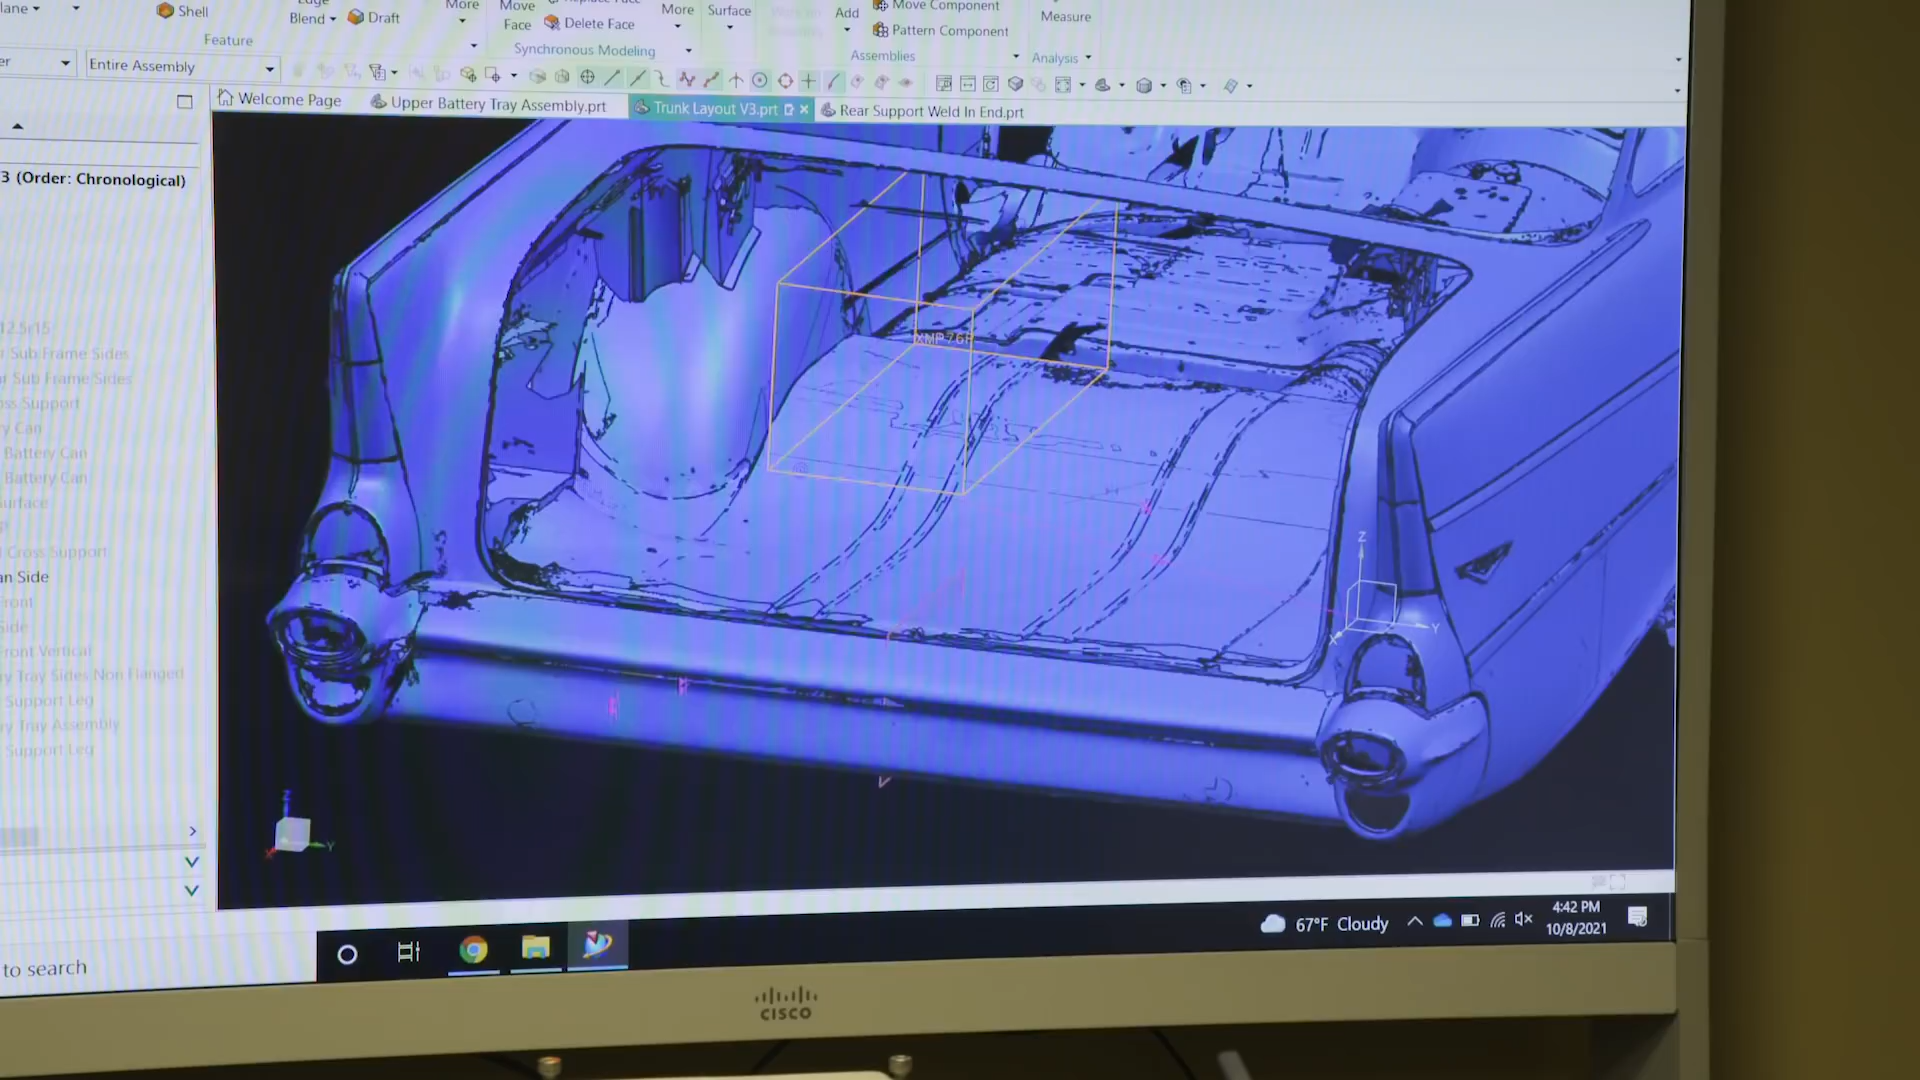 Shell
Blend
Draft
More
Move
Face
Delete Face
More
Surface
Add
Move Component
Pattern Component
Measure
Feature
Synchronous Modeling
Assemblies
Analysis
Entire Assembly
Welcome Page
Upper Battery Tray Assembly.prt
Trunk Layout V3.prt
Rear Support Weld In End.prt
3 (Order: Chronological)
12.5r15
Sub Frame Sides
Sub Frame Sides
Support
Can
Battery Can
Battery Can
Surface
Cross Support
Side
Front
Side
Front Vertical
Tray Sides Non Flanged
Support Leg
Tray Assembly
Support Leg
Z
Y
X
Z
Y
X
to search
67°F Cloudy
4:42 PM
10/8/2021
CISCO